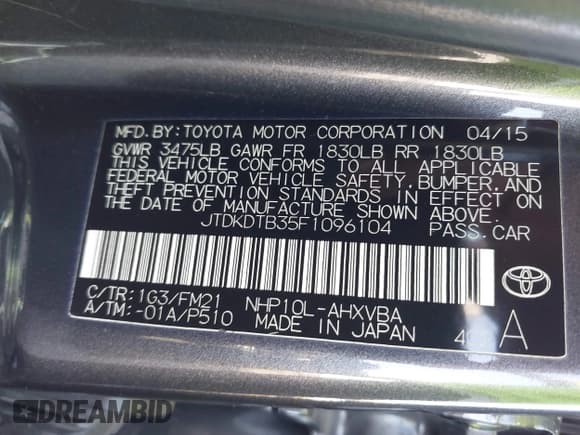 MFD.BY:TOYOTA MOTOR CORPORATION 04/15
GVWR 3475LB GAWR FR 1830LB RR 1830LB
THIS VEHICLE CONFORMS TO ALL APPLICABLE
FEDERAL MOTOR VEHICLE SAFETY, BUMPER, AND
THEFT PREVENTION STANDARDS IN EFFECT ON
THE DATE OF MANUFACTURE SHOWN ABOVE.
JTDKDTB35F1096104 PASS.CAR
C/TR:1G3/FM21 NHP10L-AHXVBA
A/TM:-01A/P510 MADE IN JAPAN A
TOYOTA
DREAMBID